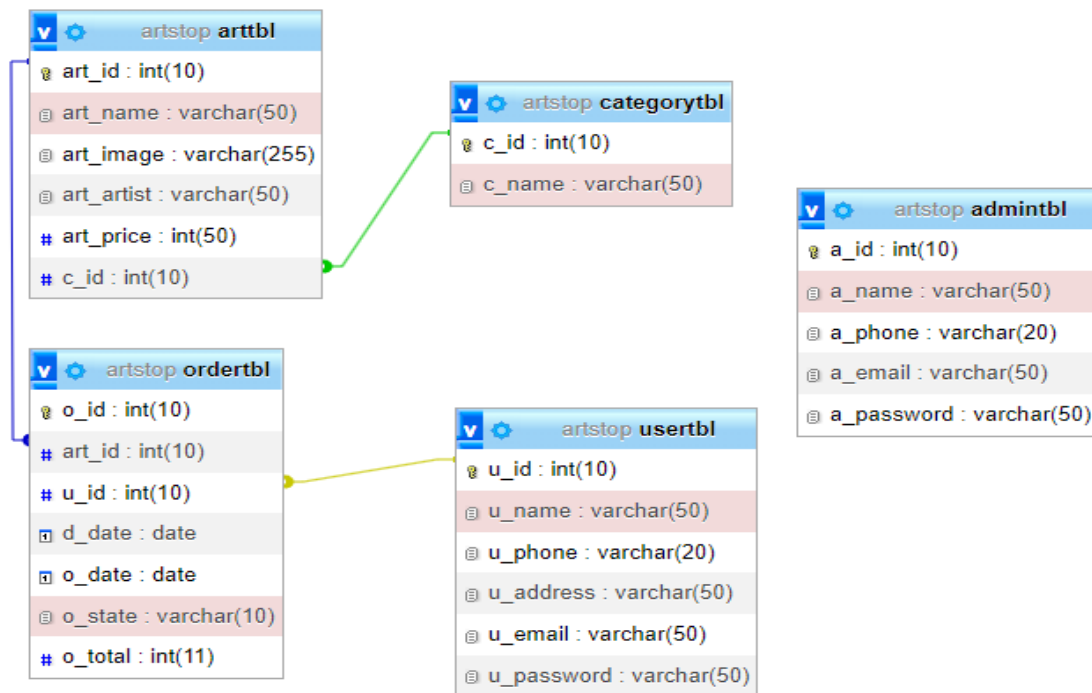 artstop arttbl
art_id : int(10)
art_name : varchar(50)
art_image : varchar(255)
art_artist : varchar(50)
art_price : int(50)
c_id : int(10)
artstop categorytbl
c_id : int(10)
c_name : varchar(50)
artstop admintbl
a_id : int(10)
a_name : varchar(50)
a_phone : varchar(20)
a_email : varchar(50)
a_password : varchar(50)
artstop ordertbl
o_id : int(10)
art_id : int(10)
u_id : int(10)
d_date : date
o_date : date
o_state : varchar(10)
o_total : int(11)
artstop usertbl
u_id : int(10)
u_name : varchar(50)
u_phone : varchar(20)
u_address : varchar(50)
u_email : varchar(50)
u_password : varchar(50)